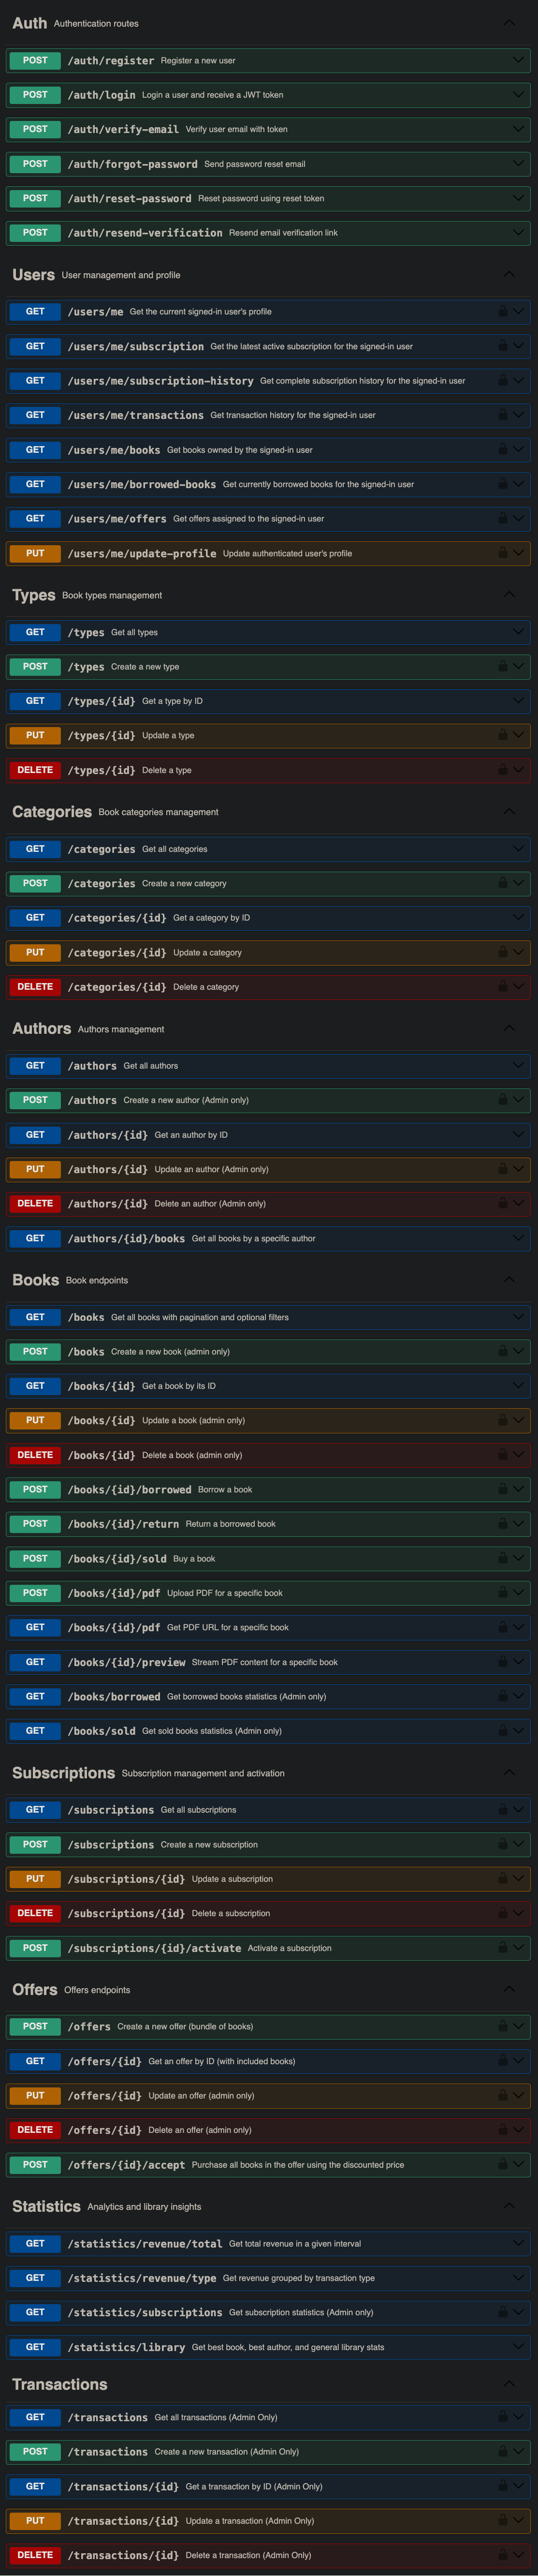 Auth Authentication routes
POST /auth/register Register a new user
POST /auth/login Login a user and receive a JWT token
POST /auth/verify-email Verify user email with token
POST /auth/forgot-password Send password reset email
POST /auth/reset-password Reset password using reset token
POST /auth/resend-verification Resend email verification link
Users User management and profile
GET /users/me Get the current signed-in user's profile
GET /users/me/subscription Get the latest active subscription for the signed-in user
GET /users/me/subscription-history Get complete subscription history for the signed-in user
GET /users/me/transactions Get transaction history for the signed-in user
GET /users/me/books Get books owned by the signed-in user
GET /users/me/borrowed-books Get currently borrowed books for the signed-in user
GET /users/me/offers Get offers assigned to the signed-in user
PUT /users/me/update-profile Update authenticated user's profile
Types Book types management
GET /types Get all types
POST /types Create a new type
GET /types/{id} Get a type by ID
PUT /types/{id} Update a type
DELETE /types/{id} Delete a type
Categories Book categories management
GET /categories Get all categories
POST /categories Create a new category
GET /categories/{id} Get a category by ID
PUT /categories/{id} Update a category
DELETE /categories/{id} Delete a category
Authors Authors management
GET /authors Get all authors
POST /authors Create a new author (Admin only)
GET /authors/{id} Get an author by ID
PUT /authors/{id} Update an author (Admin only)
DELETE /authors/{id} Delete an author (Admin only)
GET /authors/{id}/books Get all books by a specific author
Books Book endpoints
GET /books Get all books with pagination and optional filters
POST /books Create a new book (admin only)
GET /books/{id} Get a book by its ID
PUT /books/{id} Update a book (admin only)
DELETE /books/{id} Delete a book (admin only)
POST /books/{id}/borrowed Borrow a book
POST /books/{id}/return Return a borrowed book
POST /books/{id}/sold Buy a book
POST /books/{id}/pdf Upload PDF for a specific book
GET /books/{id}/pdf Get PDF URL for a specific book
GET /books/{id}/preview Stream PDF content for a specific book
GET /books/borrowed Get borrowed books statistics (Admin only)
GET /books/sold Get sold books statistics (Admin only)
Subscriptions Subscription management and activation
GET /subscriptions Get all subscriptions
POST /subscriptions Create a new subscription
PUT /subscriptions/{id} Update a subscription
DELETE /subscriptions/{id} Delete a subscription
POST /subscriptions/{id}/activate Activate a subscription
Offers Offers endpoints
POST /offers Create a new offer (bundle of books)
GET /offers/{id} Get an offer by ID (with included books)
PUT /offers/{id} Update an offer (admin only)
DELETE /offers/{id} Delete an offer (admin only)
POST /offers/{id}/accept Purchase all books in the offer using the discounted price
Statistics Analytics and library insights
GET /statistics/revenue/total Get total revenue in a given interval
GET /statistics/revenue/type Get revenue grouped by transaction type
GET /statistics/subscriptions Get subscription statistics (Admin only)
GET /statistics/library Get best book, best author, and general library stats
Transactions
GET /transactions Get all transactions (Admin Only)
POST /transactions Create a new transaction (Admin Only)
GET /transactions/{id} Get a transaction by ID (Admin Only)
PUT /transactions/{id} Update a transaction (Admin Only)
DELETE /transactions/{id} Delete a transaction (Admin Only)